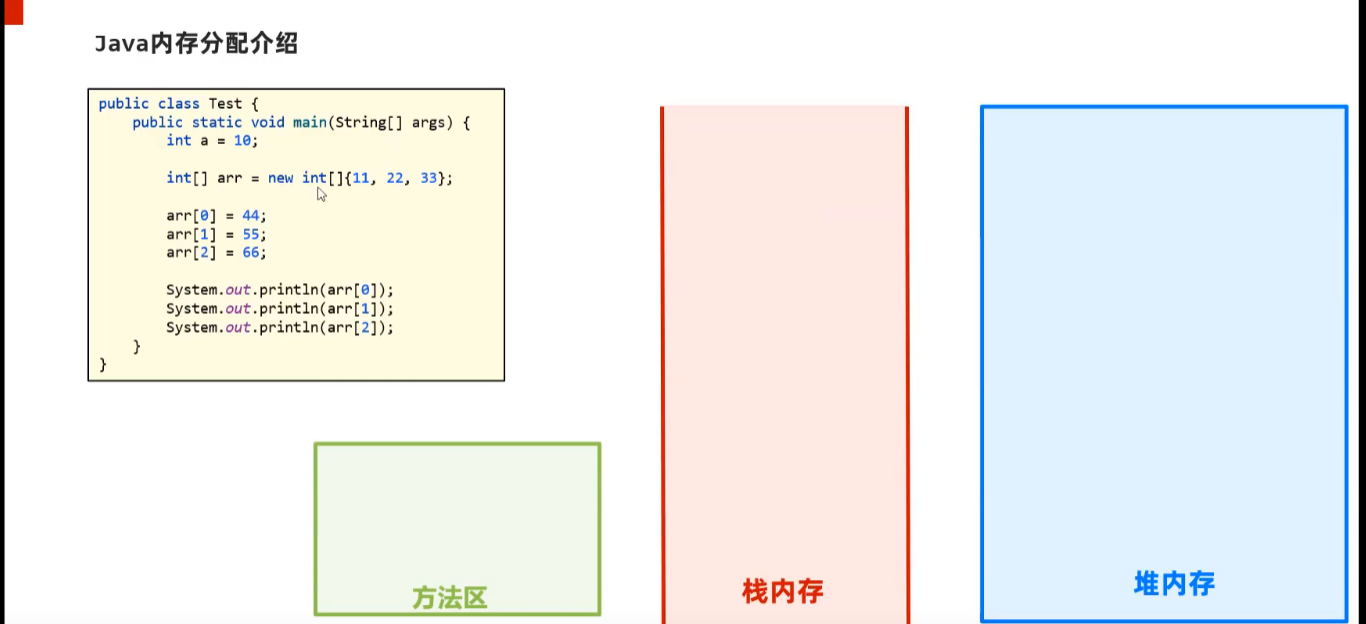 Java内存分配介绍
public class Test {
public static void main(String[] args) {
int a = 10;
int[] arr = new int[]{11, 22, 33};
arr[0] = 44;
arr[1] = 55;
arr[2] = 66;
System.out.println(arr[0]);
System.out.println(arr[1]);
System.out.println(arr[2]);
}
}
方法区
栈内存
堆内存